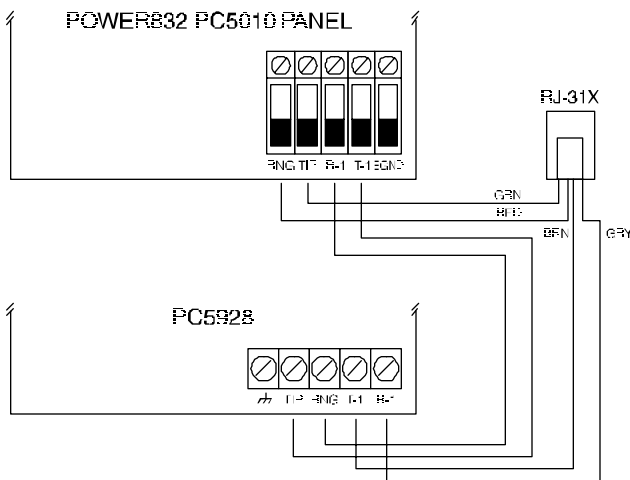 POWER832 PC5010 PANEL
RJ-31X
RNG TIP R-1 T-1 EGND
GRN
RED
BRN GRY
PC5928
TIP RNG T-1 R-1